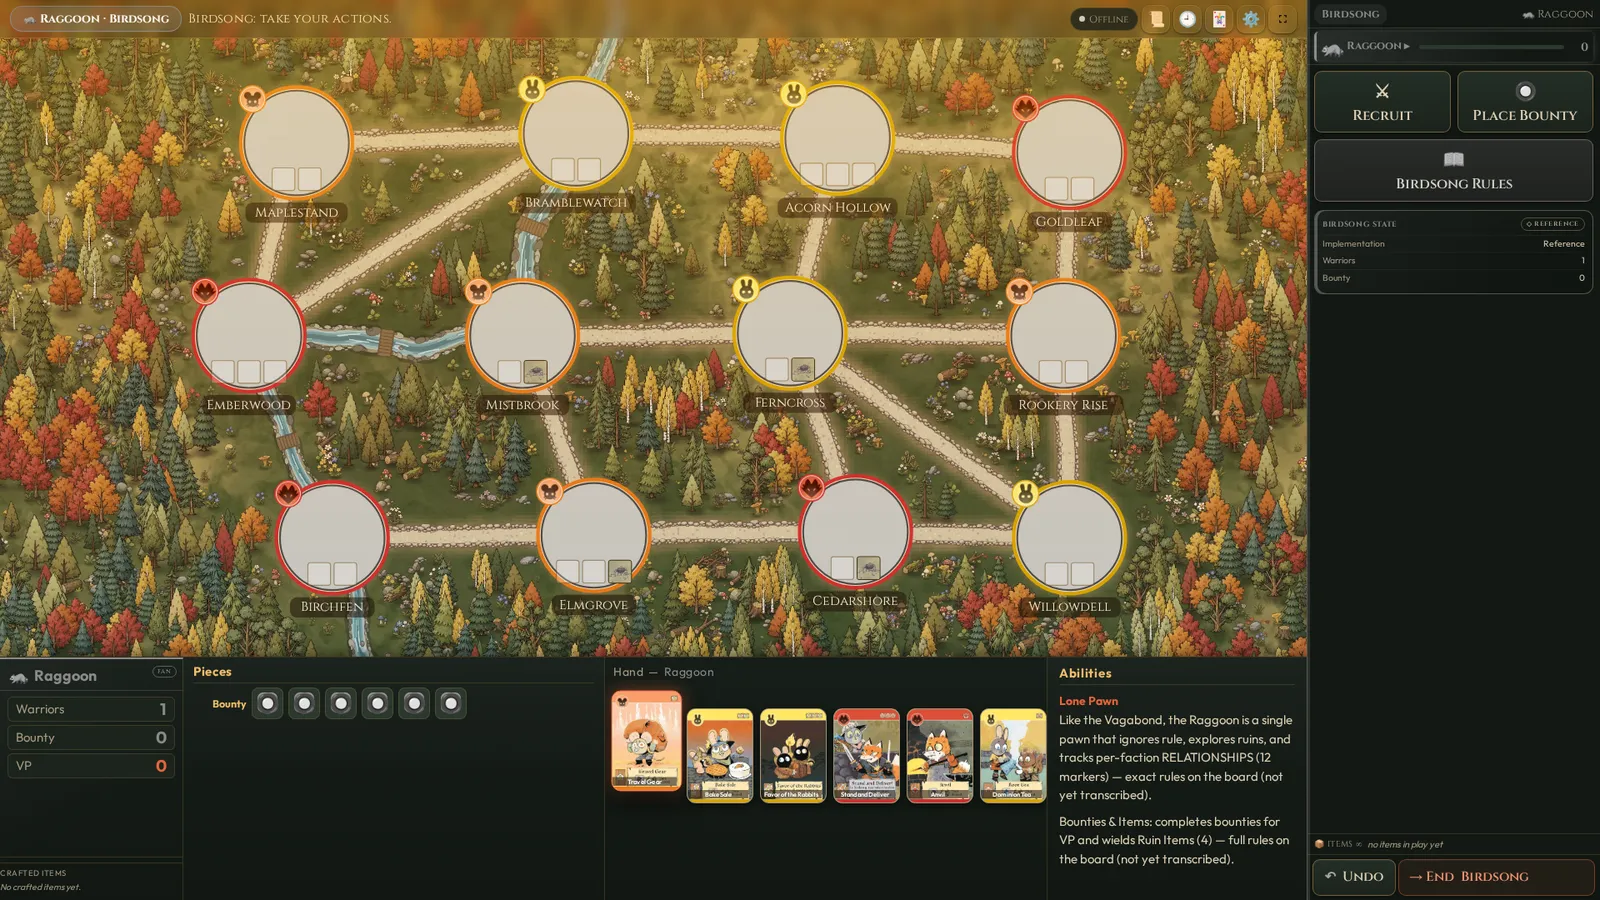 Raggoon · Birdsong
Birdsong: take your actions.
Offline
Maplestand
Bramblewatch
Acorn Hollow
Goldleaf
Emberwood
Mistbrook
Ferncross
Rookery Rise
Birchfen
Elmgrove
Cedarshore
Willowdell
Birdsong
Raggoon
Raggoon ▸
0
Recruit
Place Bounty
Birdsong Rules
Birdsong State
◇ Reference
Implementation Reference
Warriors 1
Bounty 0
Items ∞ no items in play yet
↶ Undo
→ End Birdsong
Raggoon
FAN
Warriors 1
Bounty 0
VP 0
CRAFTED ITEMS
No crafted items yet.
Pieces
Bounty
Hand — Raggoon
Travel Gear
Bake Sale
Favor of the Rabbits
Stand and Deliver
Anvil
Abilities
Lone Pawn
Like the Vagabond, the Raggoon is a single
pawn that ignores rule, explores ruins, and
tracks per-faction RELATIONSHIPS (12
markers) — exact rules on the board (not
yet transcribed).
Bounties & Items: completes bounties for
VP and wields Ruin Items (4) — full rules on
the board (not yet transcribed).